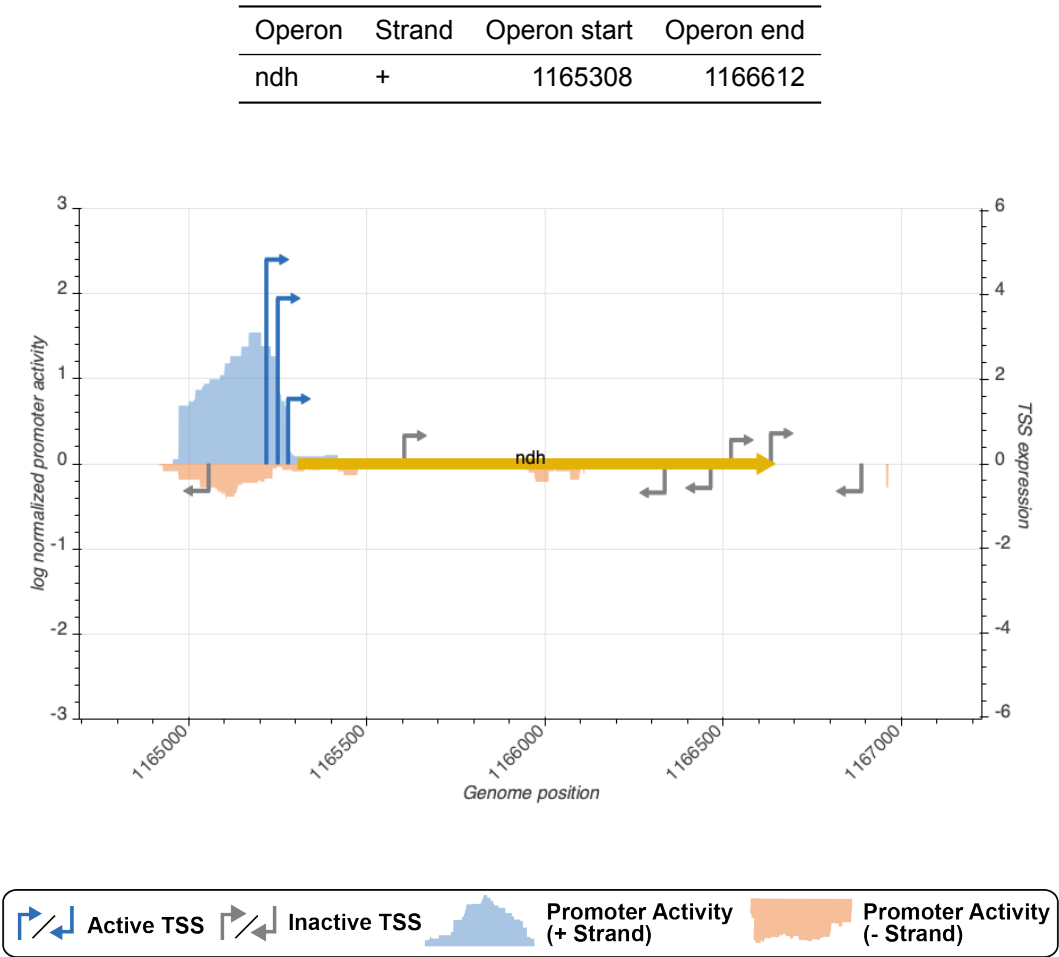 Operon Strand Operon start Operon end
ndh + 1165308 1166612
3
2
1
0
-1
-2
-3
log normalized promoter activity
6
4
2
0
-2
-4
-6
TSS expression
ndh
1165000 1165500 1166000 1166500 1167000
Genome position
Active TSS
Inactive TSS
Promoter Activity
(+ Strand)
Promoter Activity
(- Strand)